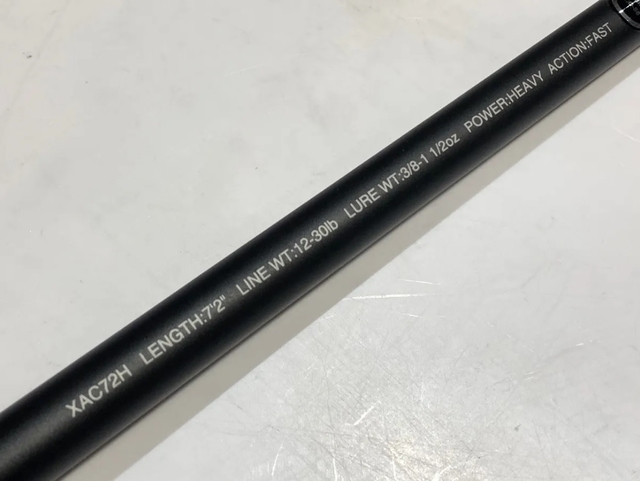 XAC72H LENGTH:7'2" LINE WT:12-30lb LURE WT:3/8-1 1/2oz POWER:HEAVY ACTION:FAST